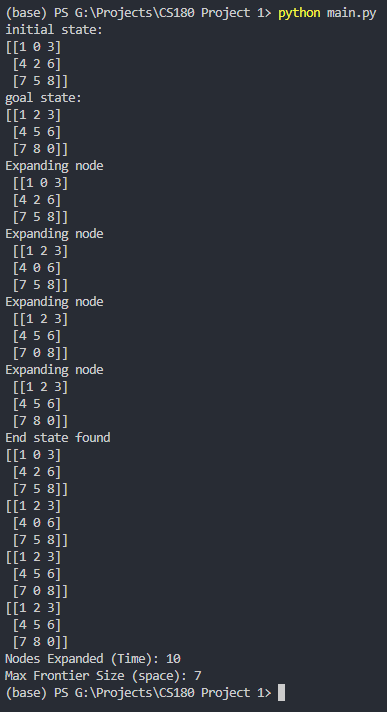 (base) PS G:\Projects\CS180 Project 1> python main.py
initial state:
[[1 0 3]
 [4 2 6]
 [7 5 8]]
goal state:
[[1 2 3]
 [4 5 6]
 [7 8 0]]
Expanding node
 [[1 0 3]
 [4 2 6]
 [7 5 8]]
Expanding node
 [[1 2 3]
 [4 0 6]
 [7 5 8]]
Expanding node
 [[1 2 3]
 [4 5 6]
 [7 0 8]]
Expanding node
 [[1 2 3]
 [4 5 6]
 [7 8 0]]
End state found
[[1 0 3]
 [4 2 6]
 [7 5 8]]
[[1 2 3]
 [4 0 6]
 [7 5 8]]
[[1 2 3]
 [4 5 6]
 [7 0 8]]
[[1 2 3]
 [4 5 6]
 [7 8 0]]
Nodes Expanded (Time): 10
Max Frontier Size (space): 7
(base) PS G:\Projects\CS180 Project 1>